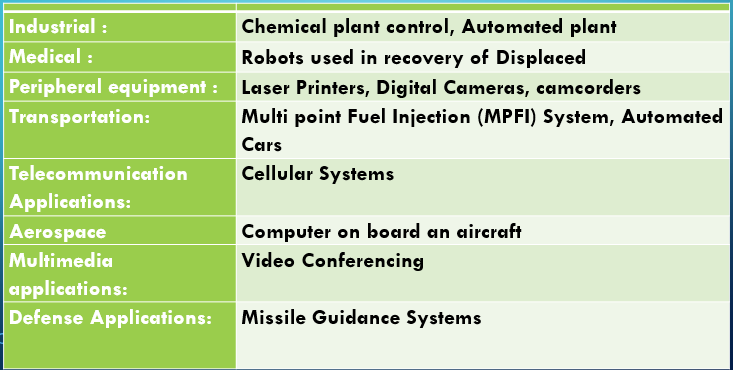 Industrial :
Chemical plant control, Automated plant
Medical :
Robots used in recovery of Displaced
Peripheral equipment :
Laser Printers, Digital Cameras, camcorders
Transportation:
Multi point Fuel Injection (MPFI) System, Automated
Cars
Telecommunication
Applications:
Cellular Systems
Aerospace
Computer on board an aircraft
Multimedia
applications:
Video Conferencing
Defense Applications:
Missile Guidance Systems